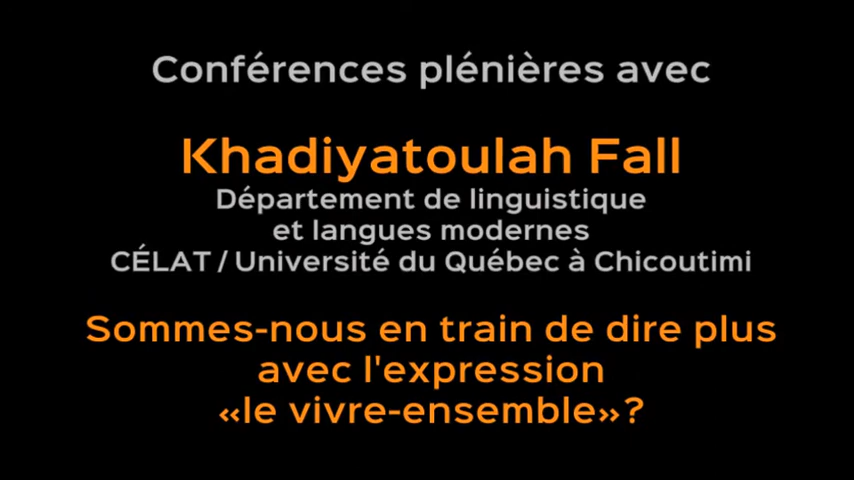 Conférences plénières avec
Khadiyatoulah Fall
Département de linguistique
et langues modernes
CÉLAT / Université du Québec à Chicoutimi
Sommes-nous en train de dire plus
avec l'expression
«le vivre-ensemble»?